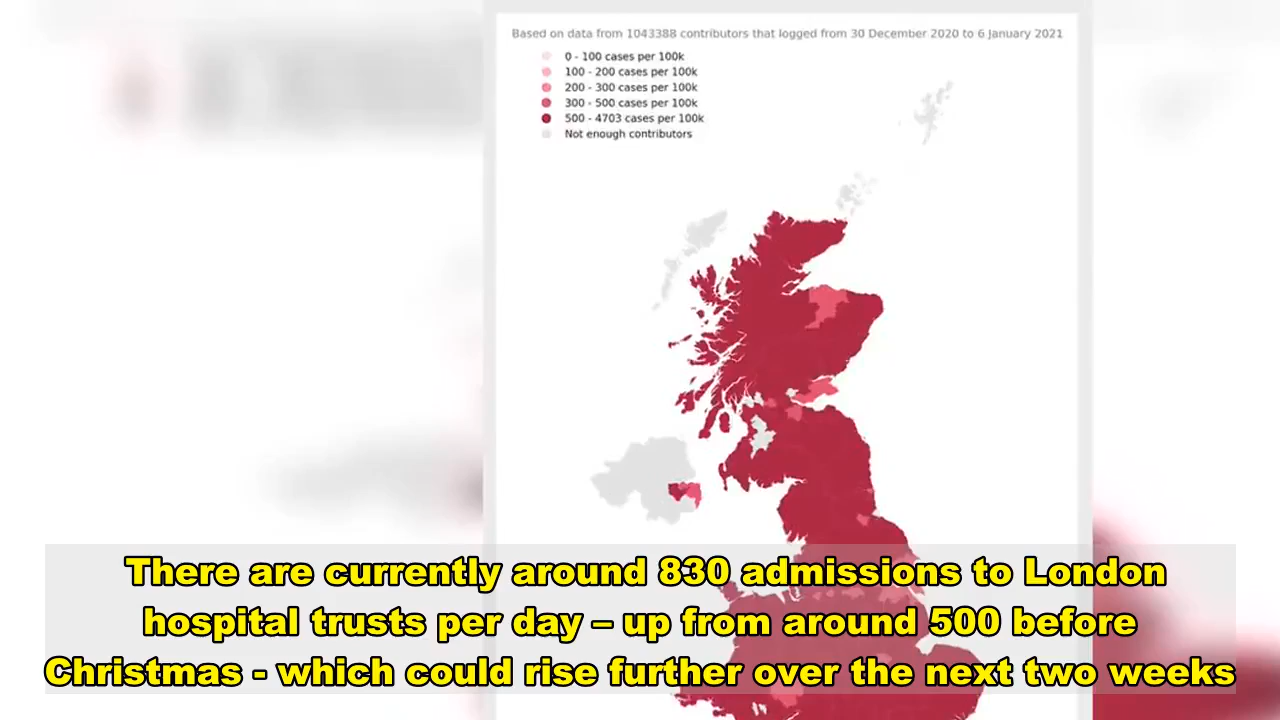 Based on data from 1043388 contributors that logged from 30 December 2020 to 6 January 2021
0 - 100 cases per 100k
100 - 200 cases per 100k
200 - 300 cases per 100k
300 - 500 cases per 100k
500 - 4703 cases per 100k
Not enough contributors
There are currently around 830 admissions to London
hospital trusts per day – up from around 500 before
Christmas - which could rise further over the next two weeks